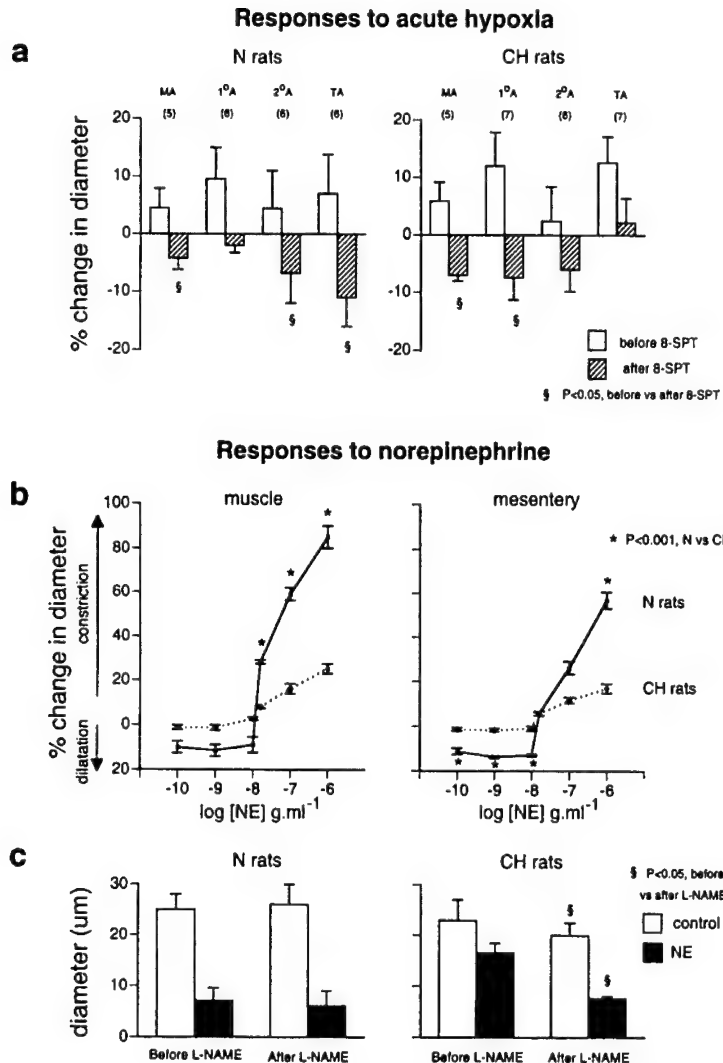 Responses to acute hypoxia
a
N rats
CH rats
MA 1°A 2°A TA
(5) (6) (6) (6)
MA 1°A 2°A TA
(5) (7) (6) (7)
% change in diameter
20
10
0
-10
-20
20
10
0
-10
-20
§ § §
§ §
before 8-SPT
after 8-SPT
§ P<0.05, before vs after 8-SPT
Responses to norepinephrine
b
muscle
mesentery
% change in diameter
dilatation constriction
100
80
60
40
20
0
20
* P<0.001, N vs C
N rats
CH rats
-10 -9 -8 -7 -6
-10 -9 -8 -7 -6
log [NE] g.ml-1
log [NE] g.ml-1
c
N rats
CH rats
diameter (um)
30
20
10
0
§ P<0.05, before
vs after L-NAME
control
NE
§
§
Before L-NAME After L-NAME
Before L-NAME After L-NAME